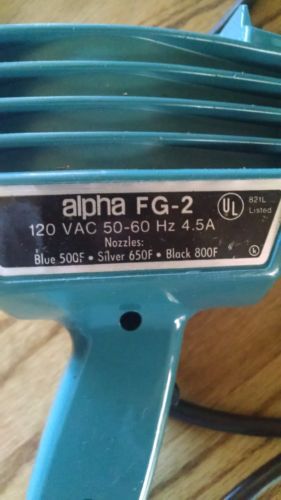 alpha FG-2
UL
821L
Listed
120 VAC 50-60 Hz 4.5A
Nozzles:
Blue 500F • Silver 650F • Black 800F